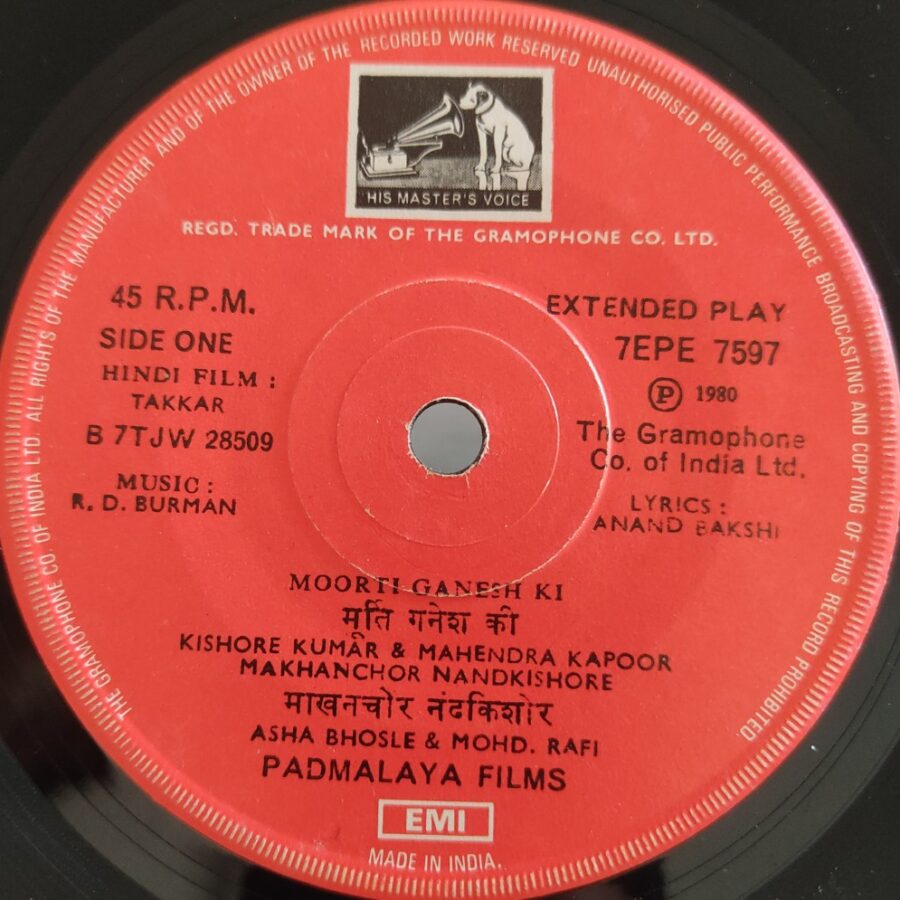 THE GRAMOPHONE CO. OF INDIA LTD. ALL RIGHTS OF THE MANUFACTURER AND OF THE OWNER OF THE RECORDED WORK RESERVED UNAUTHORISED PUBLIC PERFORMANCE BROADCASTING AND COPYING OF THIS RECORD PROHIBITED.
HIS MASTER'S VOICE
REGD. TRADE MARK OF THE GRAMOPHONE CO. LTD.
45 R.P.M.
SIDE ONE
HINDI FILM :
TAKKAR
B 7TJW 28509
MUSIC :
R. D. BURMAN
EXTENDED PLAY
7EPE 7597
Ⓟ 1980
The Gramophone
Co. of India Ltd.
LYRICS :
ANAND BAKSHI
MOORTI GANESH KI
मूर्ति गनेश की
KISHORE KUMAR & MAHENDRA KAPOOR
MAKHANCHOR NANDKISHORE
माखनचोर नंदकिशोर
ASHA BHOSLE & MOHD. RAFI
PADMALAYA FILMS
EMI
MADE IN INDIA.